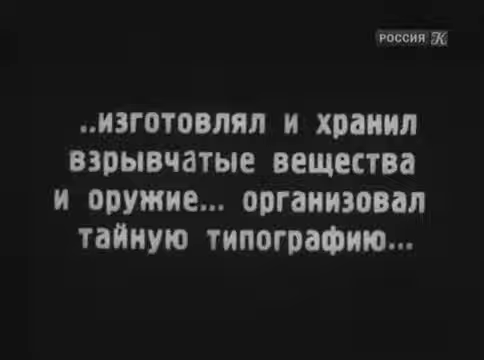 РОССИЯ К
..изготовлял и хранил
взрывчатые вещества
и оружие... организовал
тайную типографию...